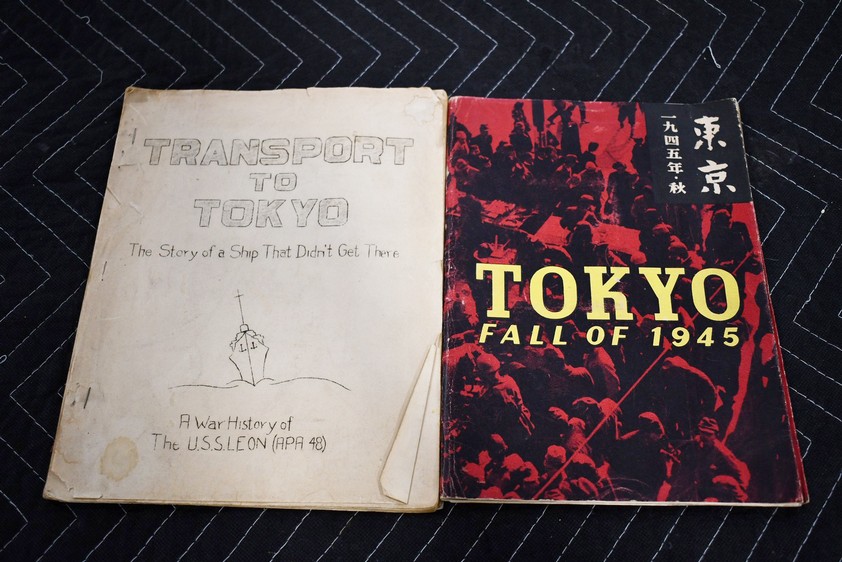 TRANSPORT
TO
TOKYO
The Story of a Ship That Didn't Get There
A War History of
The U.S.S. LEON (APA 48)
東京
一九四五年・秋
TOKYO
FALL OF 1945